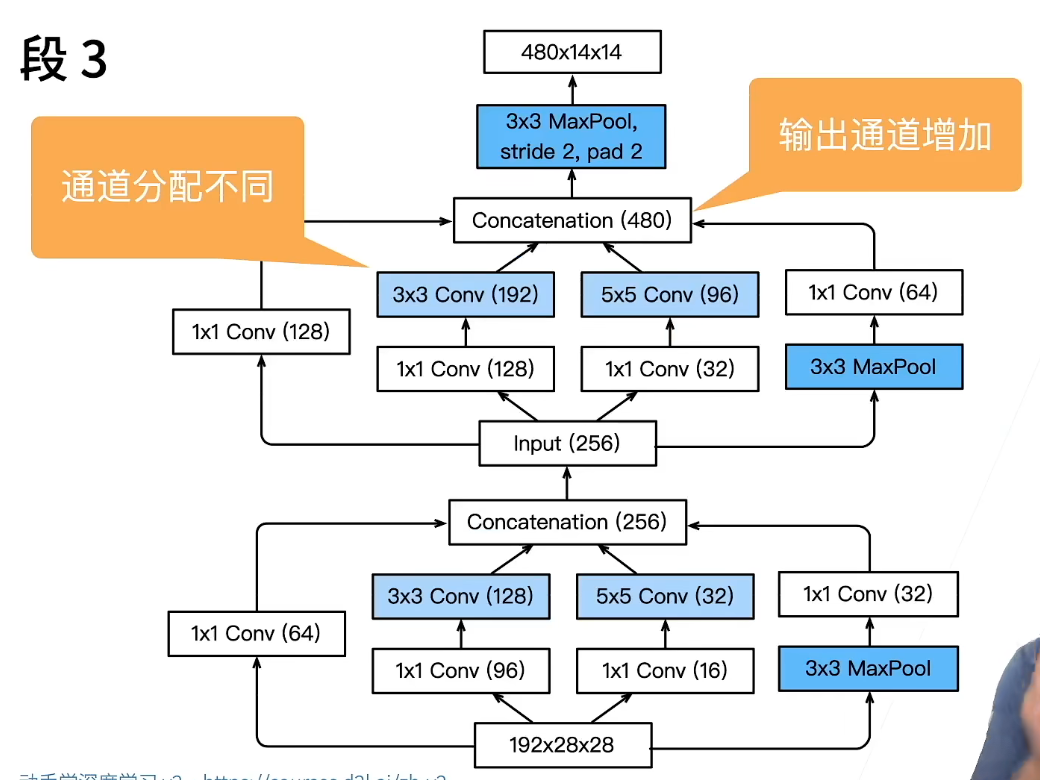 段 3
480x14x14
3x3 MaxPool,
stride 2, pad 2
输出通道增加
通道分配不同
Concatenation (480)
3x3 Conv (192)
5x5 Conv (96)
1x1 Conv (64)
1x1 Conv (128)
1x1 Conv (128)
1x1 Conv (32)
3x3 MaxPool
Input (256)
Concatenation (256)
3x3 Conv (128)
5x5 Conv (32)
1x1 Conv (32)
1x1 Conv (64)
1x1 Conv (96)
1x1 Conv (16)
3x3 MaxPool
192x28x28